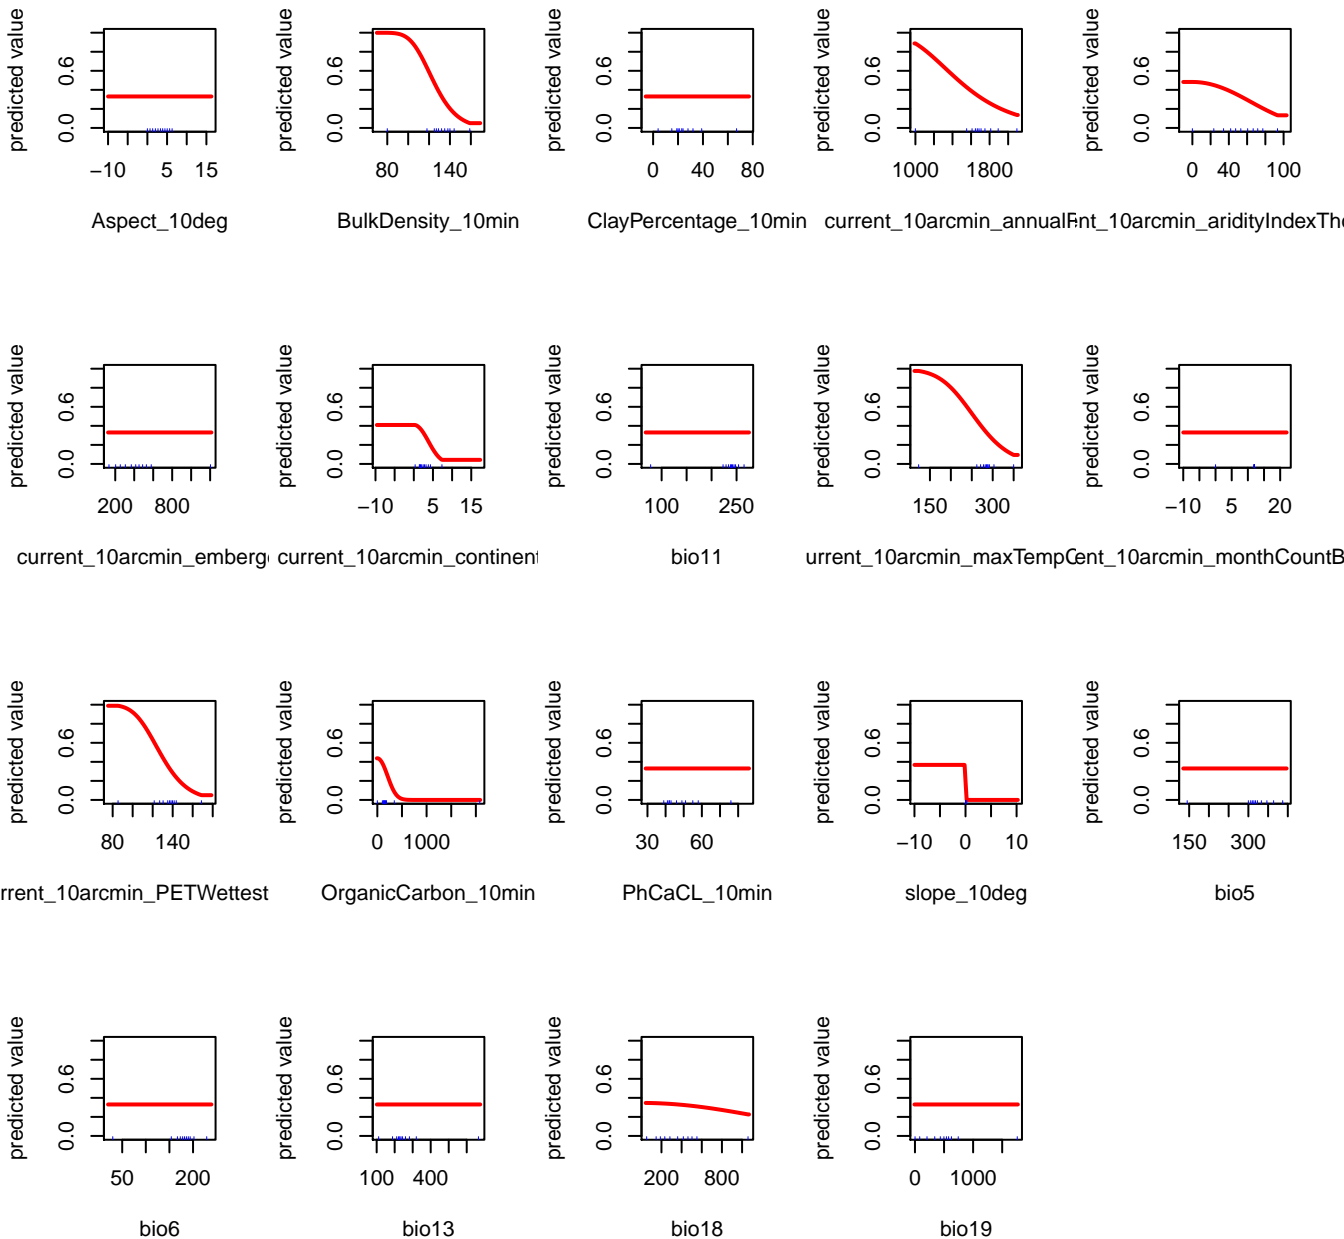 predicted value predicted value predicted value predicted value predicted value
0.0 0.6 0.0 0.6 0.0 0.6 0.0 0.6 0.0 0.6
−10 5 15 80 140 0 40 80 1000 1800 0 40 100
Aspect_10deg BulkDensity_10min ClayPercentage_10min current_10arcmin_annualP nt_10arcmin_aridityIndexTho
predicted value predicted value predicted value predicted value predicted value
0.0 0.6 0.0 0.6 0.0 0.6 0.0 0.6 0.0 0.6
200 800 −10 5 15 100 250 150 300 −10 5 20
current_10arcmin_emberge current_10arcmin_continent bio11 urrent_10arcmin_maxTempC ent_10arcmin_monthCountB
predicted value predicted value predicted value predicted value predicted value
0.0 0.6 0.0 0.6 0.0 0.6 0.0 0.6 0.0 0.6
80 140 0 1000 30 60 −10 0 10 150 300
rrent_10arcmin_PETWettest OrganicCarbon_10min PhCaCL_10min slope_10deg bio5
predicted value predicted value predicted value predicted value
0.0 0.6 0.0 0.6 0.0 0.6 0.0 0.6
50 200 100 400 200 800 0 1000
bio6 bio13 bio18 bio19